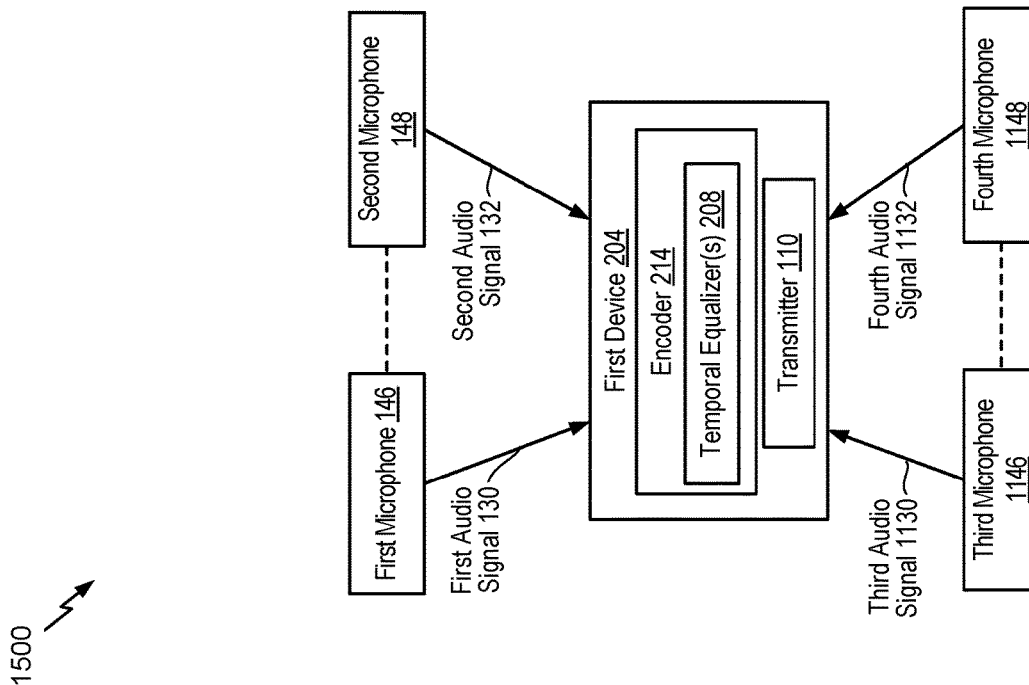 1500
First Microphone 146
Second Microphone
148
First Audio
Signal 130
Second Audio
Signal 132
First Device 204
Encoder 214
Temporal Equalizer(s) 208
Transmitter 110
Third Audio
Signal 1130
Fourth Audio
Signal 1132
Third Microphone
1146
Fourth Microphone
1148